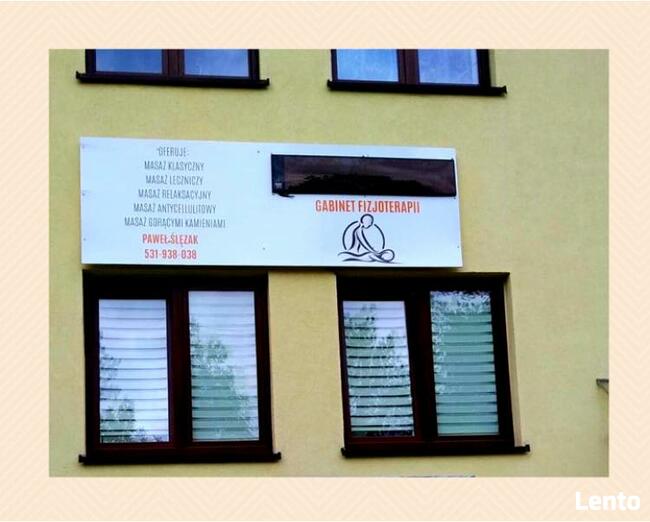 OFERUJE:
MASAŻ KLASYCZNY
MASAŻ LECZNICZY
MASAŻ RELAKSACYJNY
MASAŻ ANTYCELLULITOWY
MASAŻ GORĄCYMI KAMIENIAMI
PAWEŁ ŚLĘZAK
531-938-038
GABINET FIZJOTERAPII
Lento